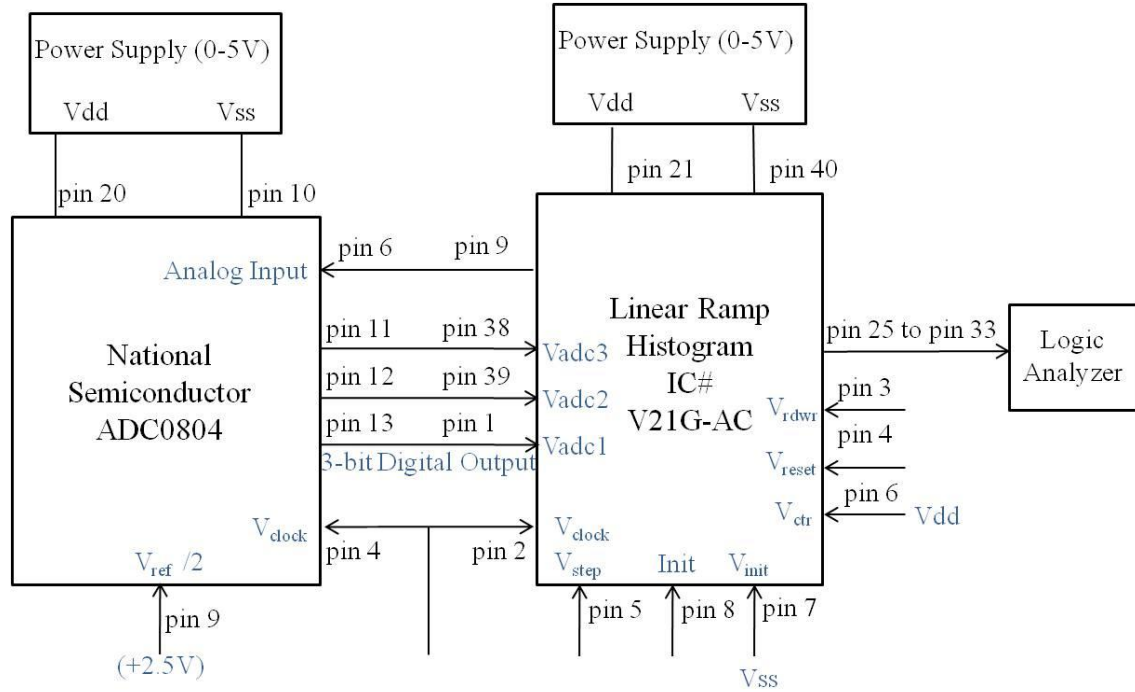 Power Supply (0-5V)
Vdd Vss
Power Supply (0-5V)
Vdd Vss
pin 20 pin 10
pin 21 pin 40
Analog Input
pin 6 pin 9
National
Semiconductor
ADC0804
pin 11 pin 38
pin 12 pin 39
pin 13 pin 1
3-bit Digital Output
Linear Ramp
Histogram
IC#
V21G-AC
Vadc3
Vadc2
Vadc1
pin 25 to pin 33
Logic
Analyzer
Vrdwr
pin 3
Vreset
pin 4
Vctr
pin 6
Vdd
Vclock
pin 4 pin 2
Vclock
Vstep Init Vinit
Vref /2
pin 9
(+2.5V)
pin 5 pin 8 pin 7
Vss